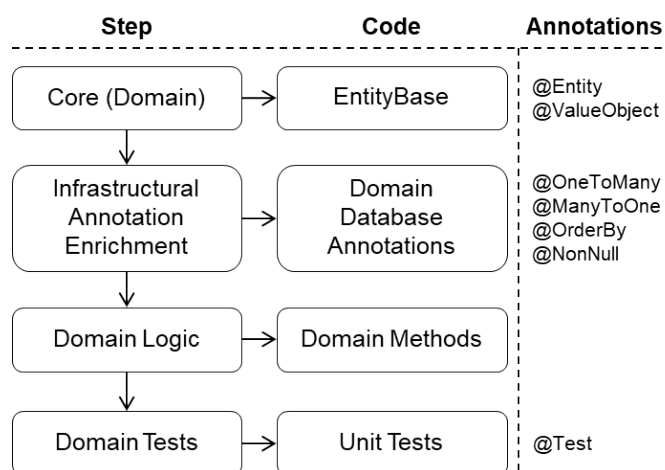 Step Code Annotations
Core (Domain) EntityBase @Entity
@ValueObject
Infrastructural
Annotation
Enrichment
Domain
Database
Annotations
@OneToMany
@ManyToOne
@OrderBy
@NonNull
Domain Logic Domain Methods
Domain Tests Unit Tests @Test